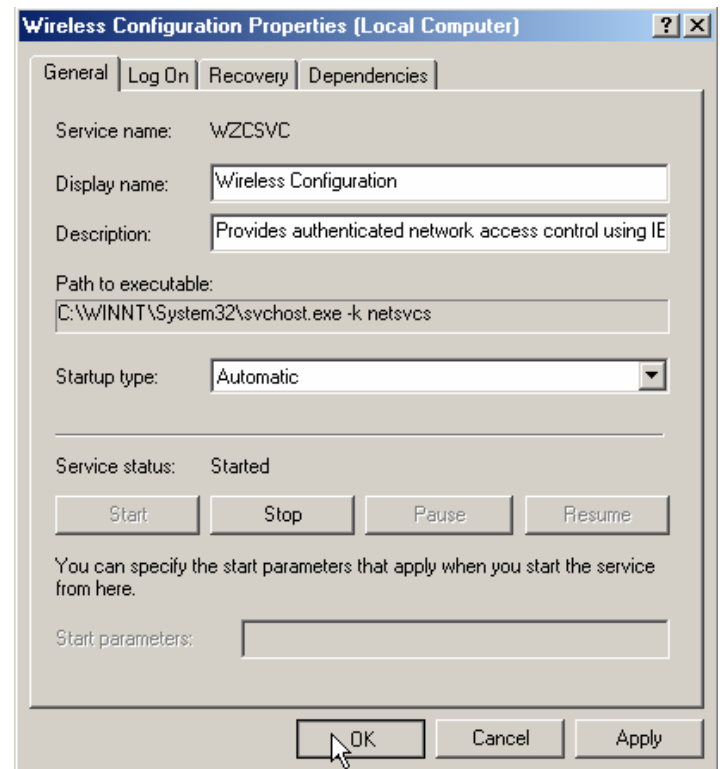 Wireless Configuration Properties (Local Computer)
General Log On Recovery Dependencies
Service name: WZCSVC
Display name: Wireless Configuration
Description: Provides authenticated network access control using IE
Path to executable:
C:\WINNT\System32\svchost.exe -k netsvcs
Startup type: Automatic
Service status: Started
Start Stop Pause Resume
You can specify the start parameters that apply when you start the service
from here.
Start parameters:
OK Cancel Apply